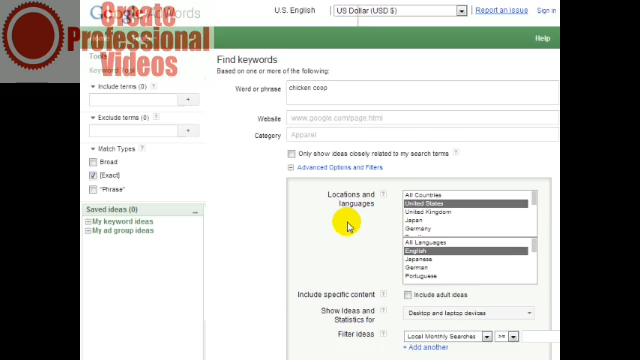 Google AdWords
Create
Professional
Videos
U.S. English
US Dollar (USD $)
Report an issue
Sign in
Help
Tools
Keyword Tool
Include terms (0)
Exclude terms (0)
Match Types
Broad
[Exact]
"Phrase"
Saved ideas (0)
My keyword ideas
My ad group ideas
Find keywords
Based on one or more of the following:
Word or phrase
chicken coop
Website
www.google.com/page.html
Category
Apparel
Only show ideas closely related to my search terms
Advanced Options and Filters
Locations and
languages
All Countries
United States
United Kingdom
Japan
Germany
All Languages
English
Japanese
German
Portuguese
Include specific content
Include adult ideas
Show Ideas and
Statistics for
Desktop and laptop devices
Filter ideas
Local Monthly Searches
>=
+ Add another